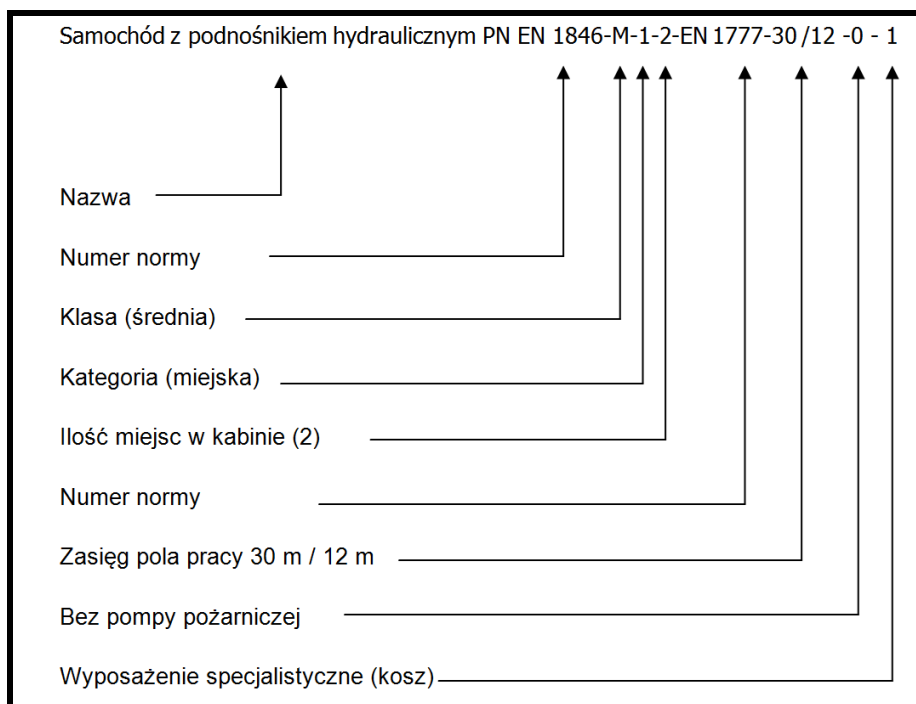 Samochód z podnośnikiem hydraulicznym PN EN 1846-M-1-2-EN 1777-30/12 -0 - 1
Nazwa
Numer normy
Klasa (średnia)
Kategoria (miejska)
Ilość miejsc w kabinie (2)
Numer normy
Zasięg pola pracy 30 m / 12 m
Bez pompy pożarniczej
Wyposażenie specjalistyczne (kosz)